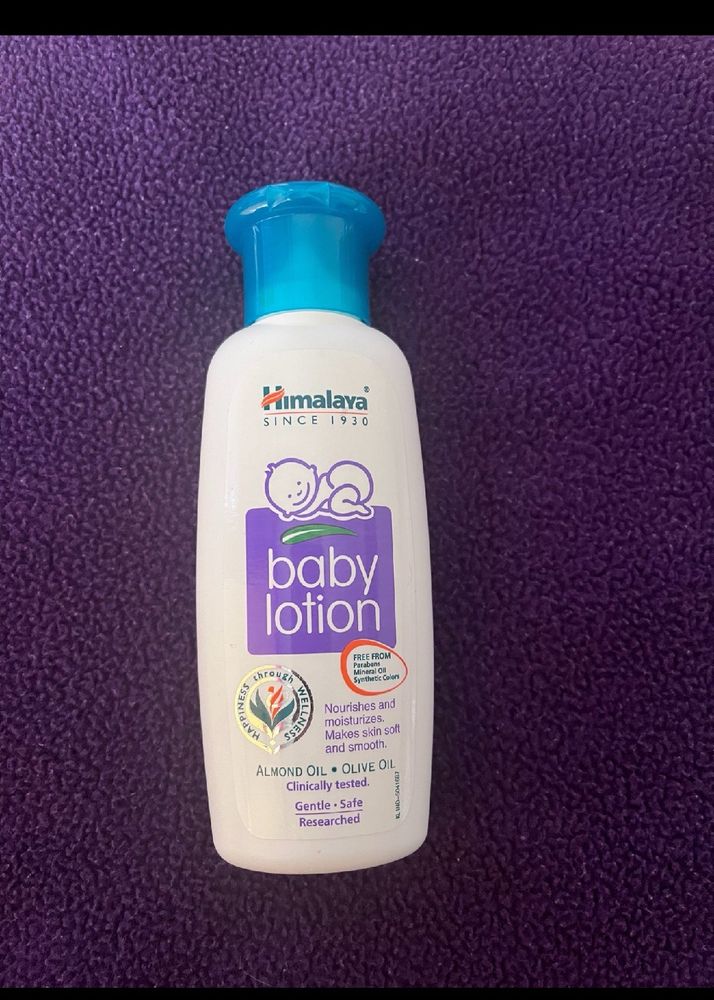 Himalaya®
SINCE 1930
baby
lotion
FREE FROM
Parabens
Mineral Oil
Synthetic Colors
HAPPINESS through WELLNESS
Nourishes and
moisturizes.
Makes skin soft
and smooth.
ALMOND OIL • OLIVE OIL
Clinically tested.
Gentle • Safe
Researched